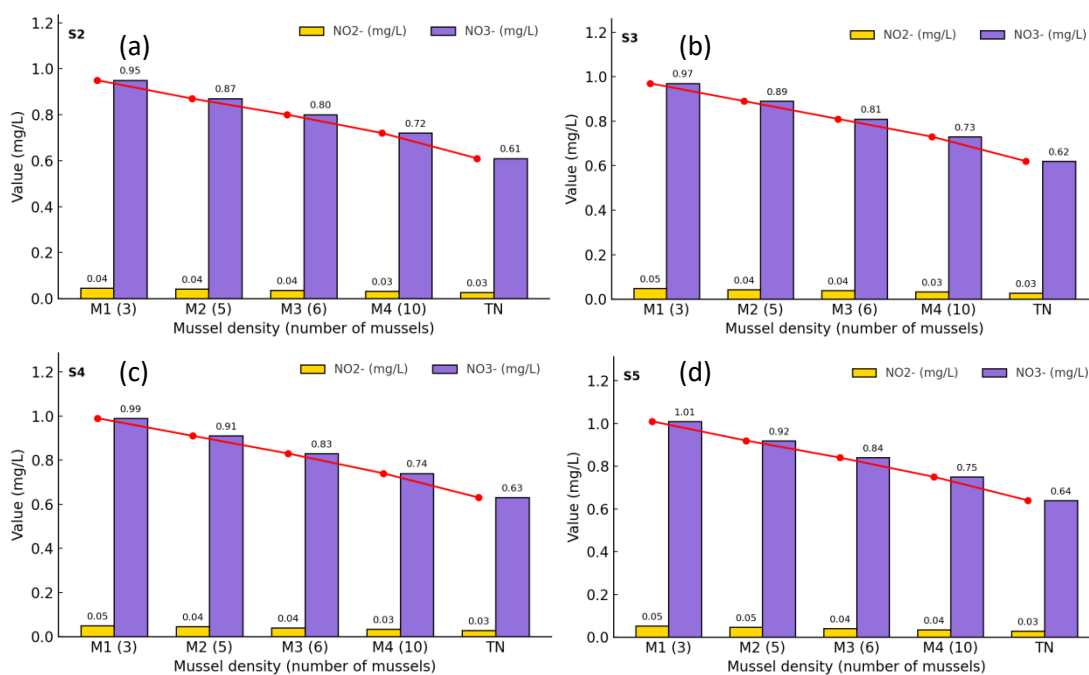 S2 (a) NO2- (mg/L) NO3- (mg/L)
Value (mg/L)
1.2
1.0
0.8
0.6
0.4
0.2
0.0
0.95
0.87
0.80
0.72
0.61
0.04 0.04 0.04 0.03 0.03
M1 (3) M2 (5) M3 (6) M4 (10) TN
Mussel density (number of mussels)
S3 (b) NO2- (mg/L) NO3- (mg/L)
Value (mg/L)
1.2
1.0
0.8
0.6
0.4
0.2
0.0
0.97
0.89
0.81
0.73
0.62
0.05 0.04 0.04 0.03 0.03
M1 (3) M2 (5) M3 (6) M4 (10) TN
Mussel density (number of mussels)
S4 (c) NO2- (mg/L) NO3- (mg/L)
Value (mg/L)
1.2
1.0
0.8
0.6
0.4
0.2
0.0
0.99
0.91
0.83
0.74
0.63
0.05 0.04 0.04 0.03 0.03
M1 (3) M2 (5) M3 (6) M4 (10) TN
Mussel density (number of mussels)
S5 (d) NO2- (mg/L) NO3- (mg/L)
Value (mg/L)
1.2
1.0
0.8
0.6
0.4
0.2
0.0
1.01
0.92
0.84
0.75
0.64
0.05 0.05 0.04 0.04 0.03
M1 (3) M2 (5) M3 (6) M4 (10) TN
Mussel density (number of mussels)